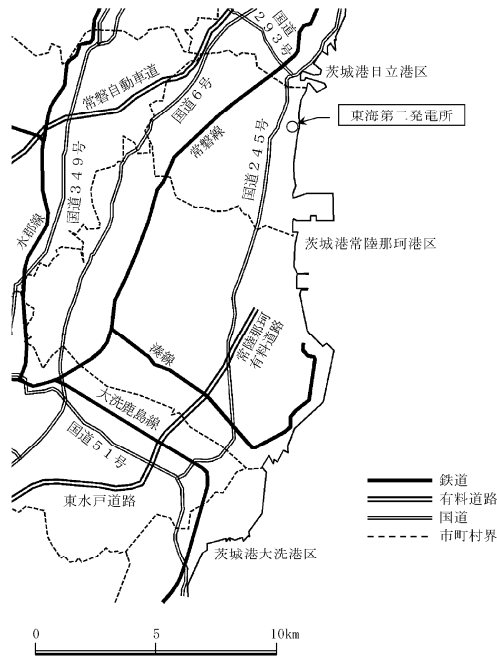 国道２９３号
茨城港日立港区
常磐自動車道
国道６号
東海第二発電所
常磐線
国道２４５号
国道３４９号
水郡線
茨城港常陸那珂港区
湊線
常陸那珂
有料道路
大洗鹿島線
国道５１号
東水戸道路
茨城港大洗港区
鉄道
有料道路
国道
市町村界
0 5 10km